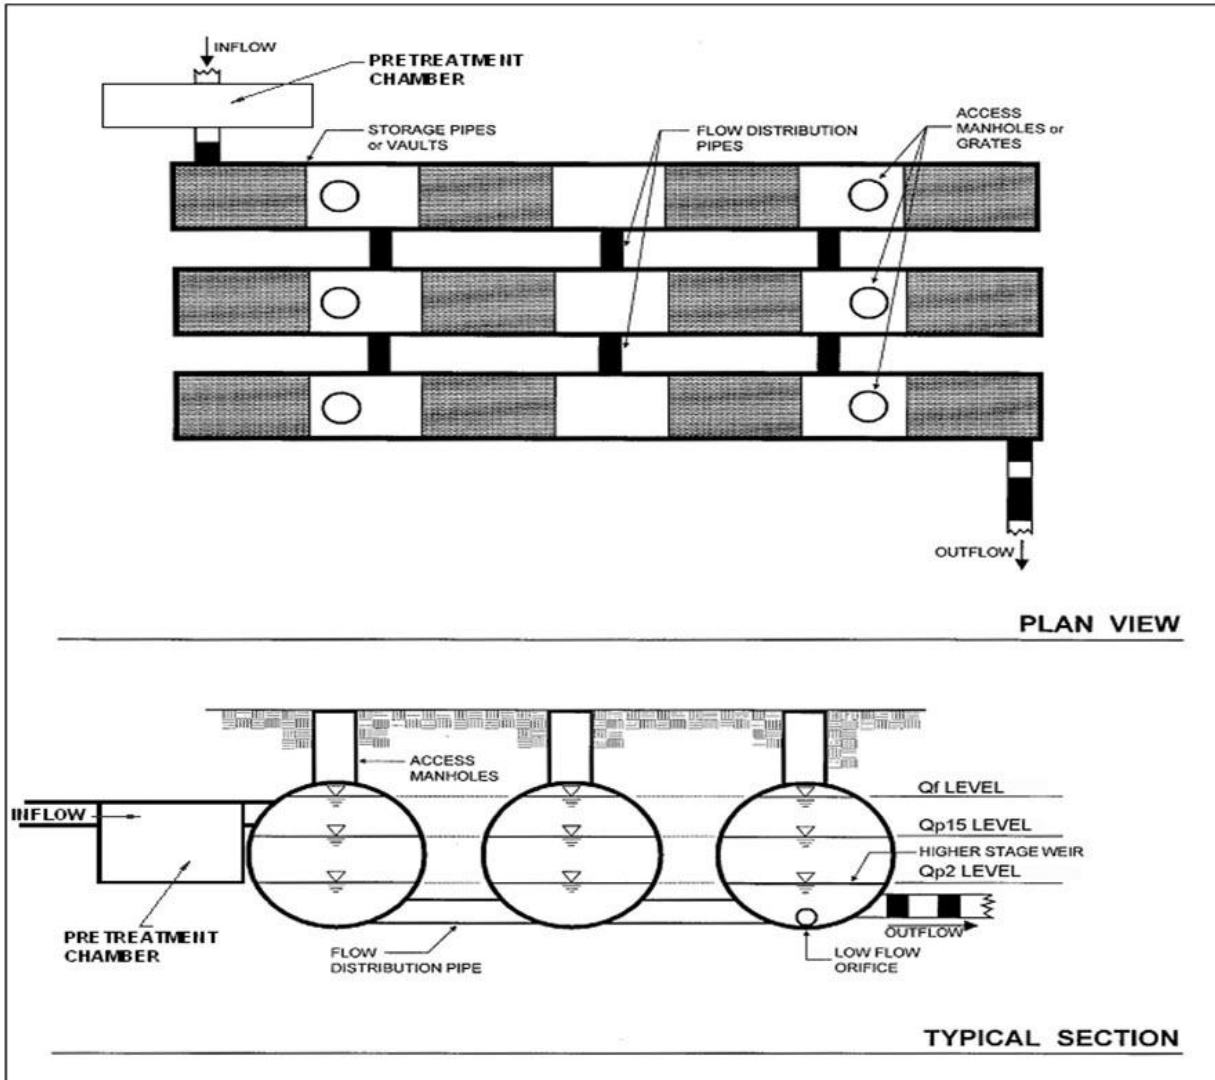 INFLOW
PRETREATMENT
CHAMBER
STORAGE PIPES
or VAULTS
FLOW DISTRIBUTION
PIPES
ACCESS
MANHOLES or
GRATES
OUTFLOW
PLAN VIEW
ACCESS
MANHOLES
Qf LEVEL
INFLOW
Qp15 LEVEL
HIGHER STAGE WEIR
Qp2 LEVEL
PRETREATMENT
CHAMBER
FLOW
DISTRIBUTION PIPE
OUTFLOW
LOW FLOW
ORIFICE
TYPICAL SECTION